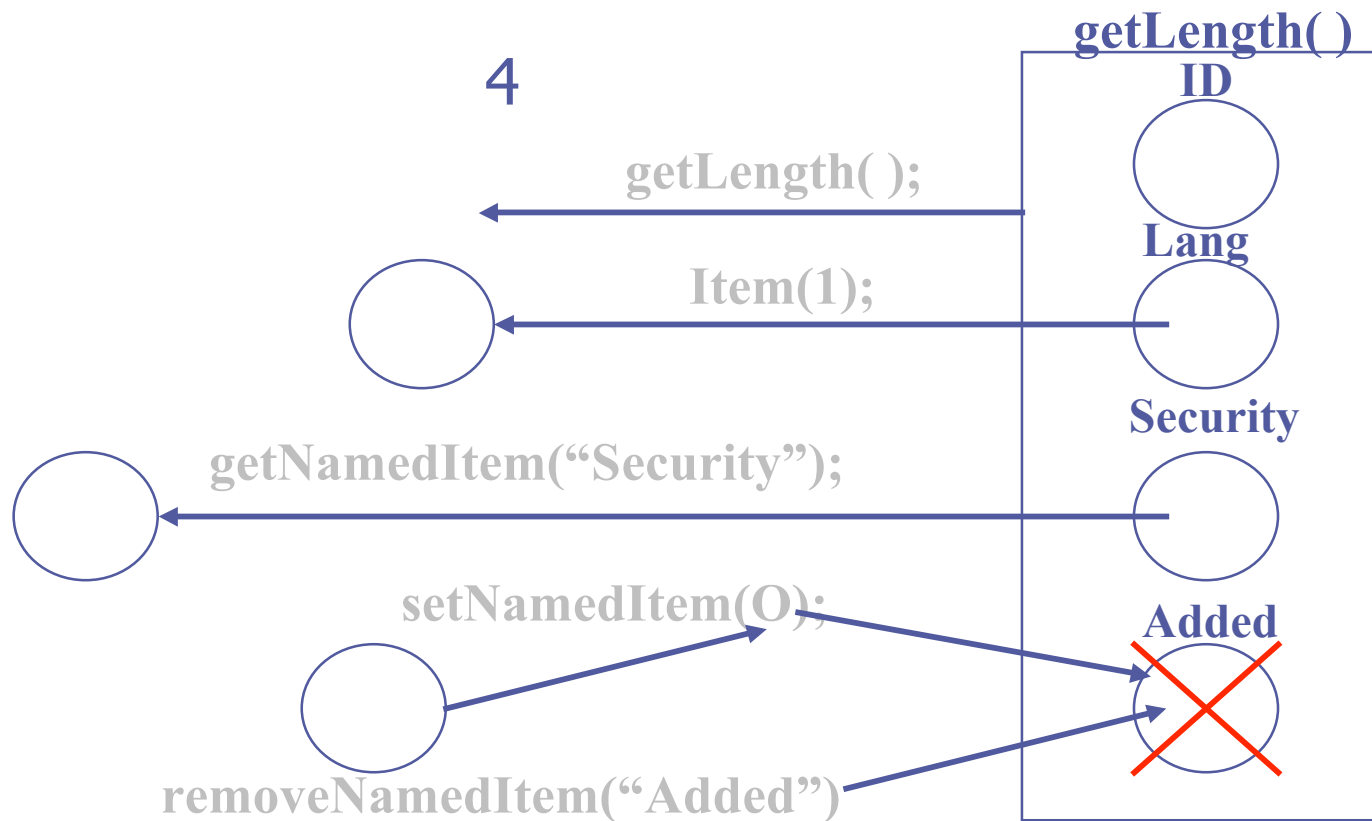 getLength( )
4
ID
getLength( );
Lang
Item(1);
Security
getNamedItem(“Security”);
setNamedItem(O);
Added
removeNamedItem(“Added”)